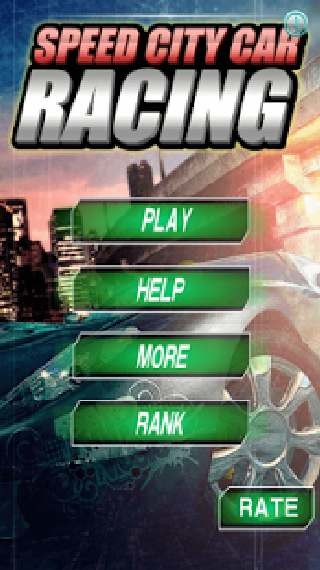 SPEED CITY CAR
RACING
PLAY
HELP
MORE
RANK
RATE